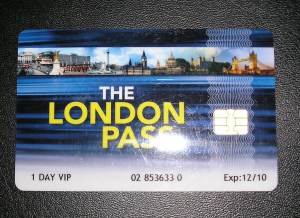 THE
LONDON
PASS
1 DAY VIP 02 853633 0 Exp:12/10